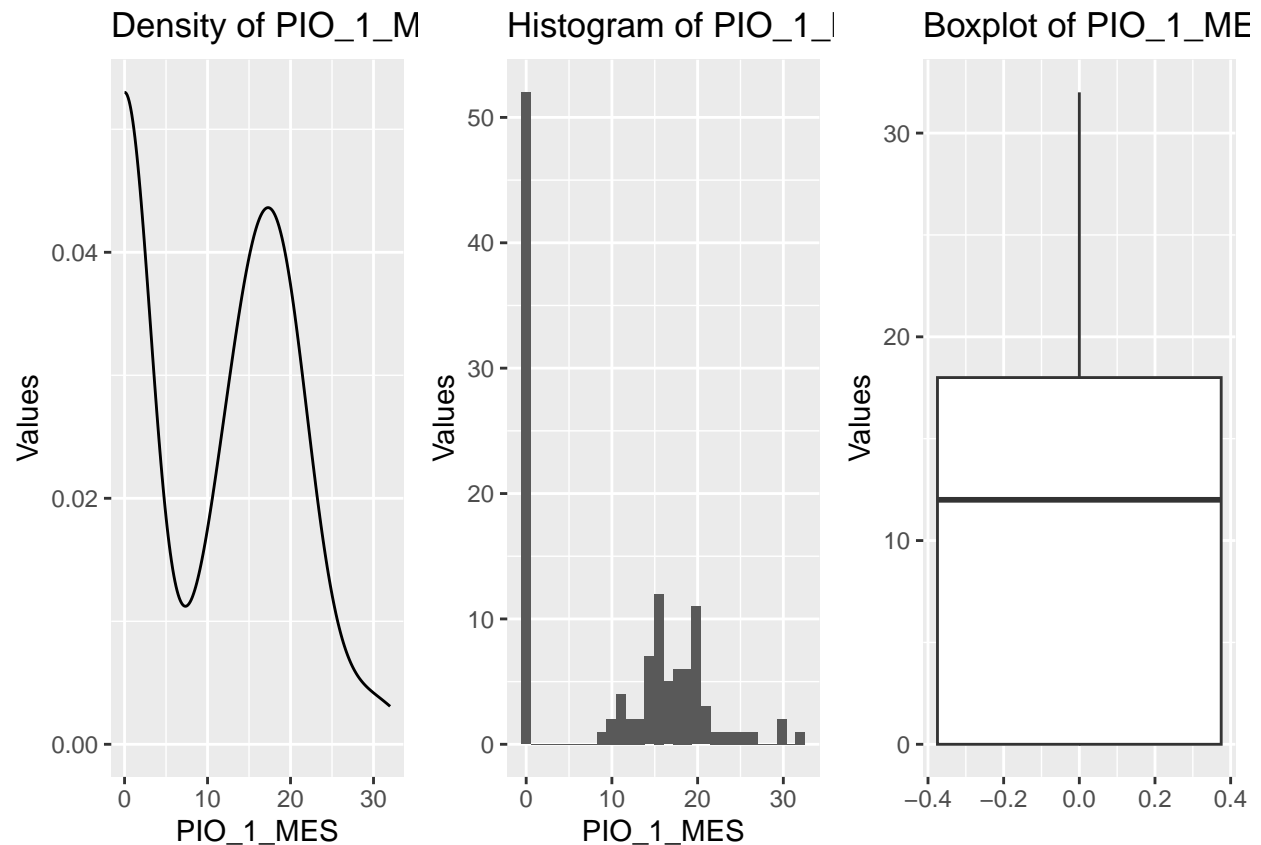 Density of PIO_1_M
Values
0.04
0.02
0.00
0 10 20 30
PIO_1_MES
Histogram of PIO_1_
Values
50
40
30
20
10
0
0 10 20 30
PIO_1_MES
Boxplot of PIO_1_ME
Values
30
20
10
0
−0.4 −0.2 0.0 0.2 0.4